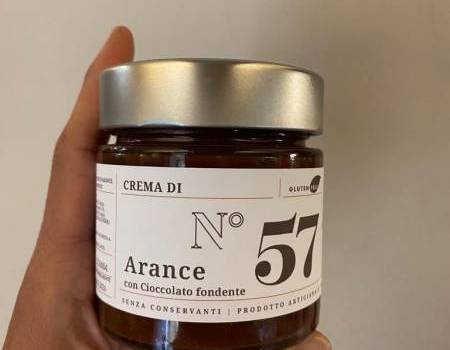 CREMA DI
GLUTEN FREE
N° 57
Arance
con Cioccolato fondente
SENZA CONSERVANTI | PRODOTTO ARTIGIANALE